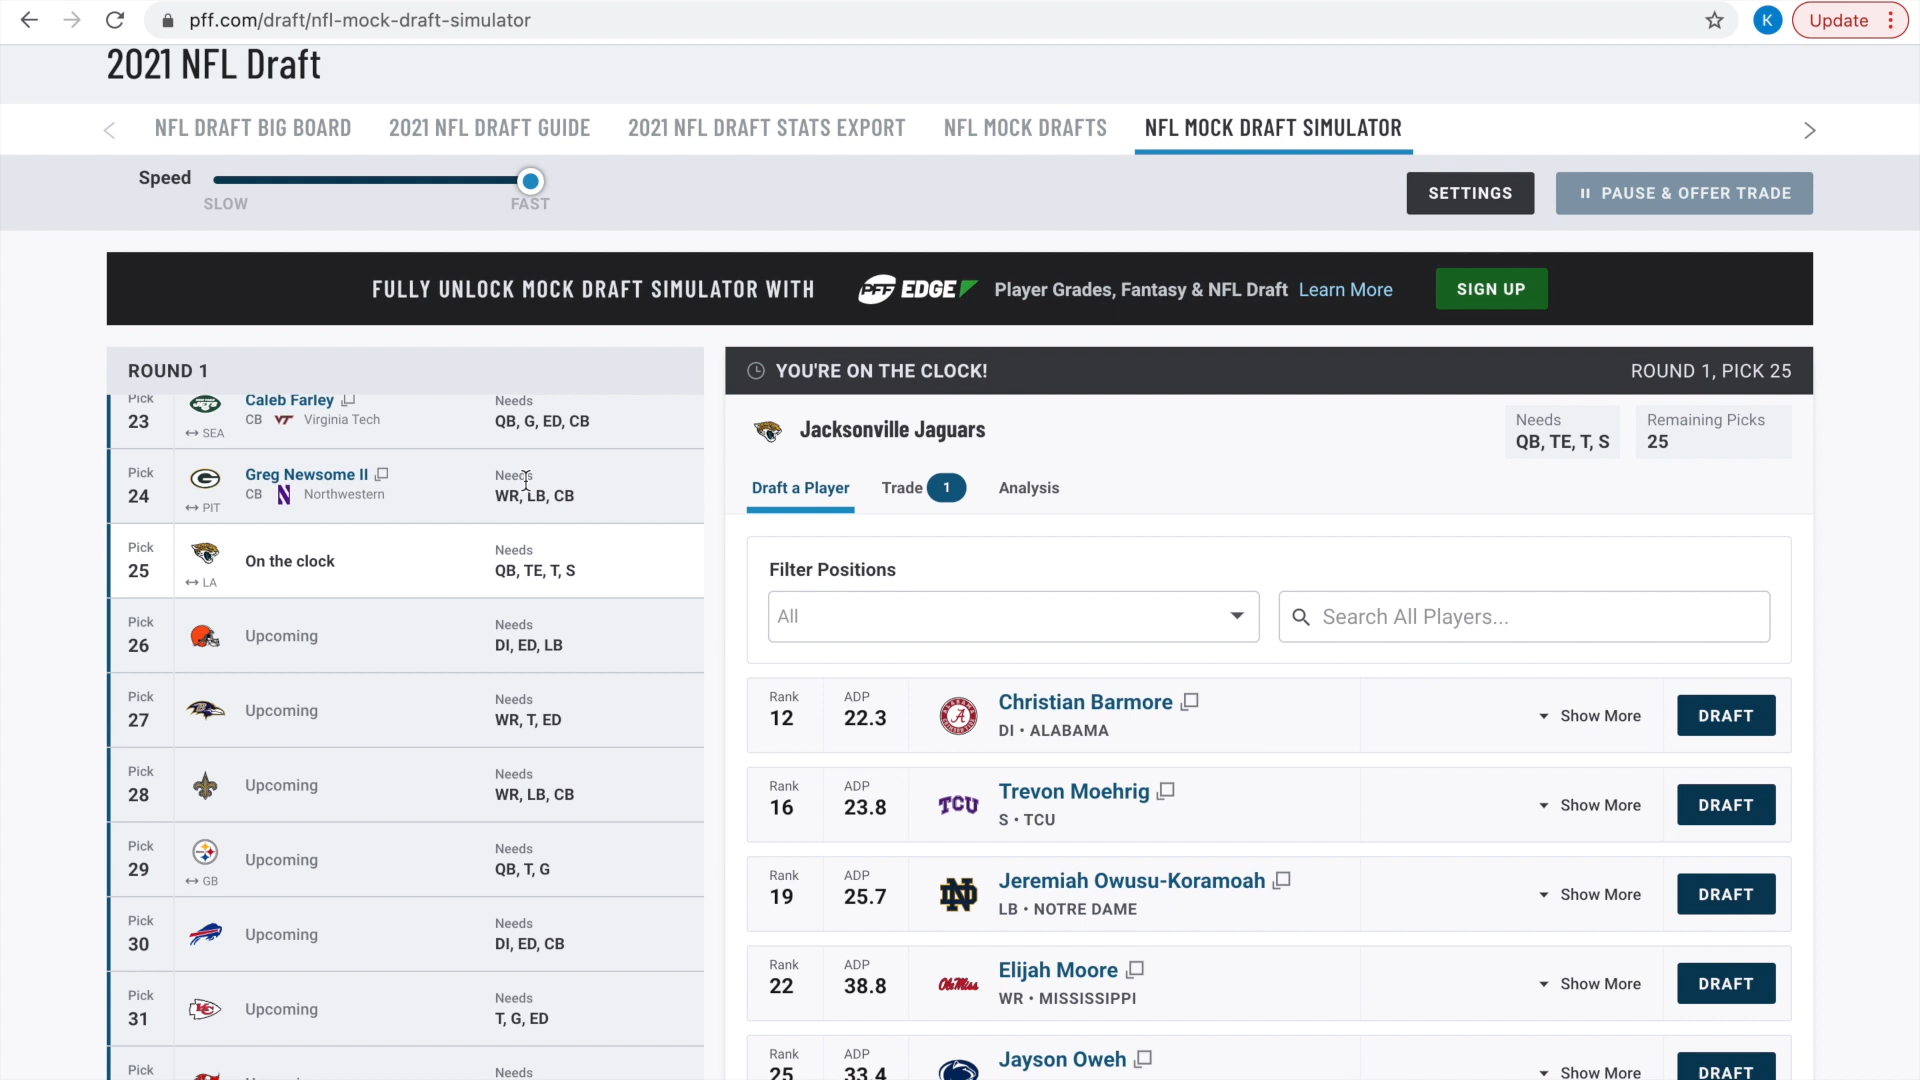 pff.com/draft/nfl-mock-draft-simulator
K
Update
2021 NFL Draft
NFL DRAFT BIG BOARD
2021 NFL DRAFT GUIDE
2021 NFL DRAFT STATS EXPORT
NFL MOCK DRAFTS
NFL MOCK DRAFT SIMULATOR
Speed
SLOW
FAST
SETTINGS
PAUSE & OFFER TRADE
FULLY UNLOCK MOCK DRAFT SIMULATOR WITH
PFF EDGE
Player Grades, Fantasy & NFL Draft Learn More
SIGN UP
ROUND 1
Pick
23
SEA
Caleb Farley
CB VT Virginia Tech
Needs
QB, G, ED, CB
Pick
24
G
PIT
Greg Newsome II
CB N Northwestern
Needs
WR, LB, CB
Pick
25
LA
On the clock
Needs
QB, TE, T, S
Pick
26
Upcoming
Needs
DI, ED, LB
Pick
27
Upcoming
Needs
WR, T, ED
Pick
28
Upcoming
Needs
WR, LB, CB
Pick
29
GB
Upcoming
Needs
QB, T, G
Pick
30
Upcoming
Needs
DI, ED, CB
Pick
31
KC
Upcoming
Needs
T, G, ED
Pick
Needs
YOU'RE ON THE CLOCK!
ROUND 1, PICK 25
Jacksonville Jaguars
Needs
QB, TE, T, S
Remaining Picks
25
Draft a Player
Trade 1
Analysis
Filter Positions
All
Search All Players...
Rank
12
ADP
22.3
A
Christian Barmore
DI • ALABAMA
Show More
DRAFT
Rank
16
ADP
23.8
TCU
Trevon Moehrig
S • TCU
Show More
DRAFT
Rank
19
ADP
25.7
ND
Jeremiah Owusu-Koramoah
LB • NOTRE DAME
Show More
DRAFT
Rank
22
ADP
38.8
Ole Miss
Elijah Moore
WR • MISSISSIPPI
Show More
DRAFT
Rank
25
ADP
33.4
Jayson Oweh
Show More
DRAFT